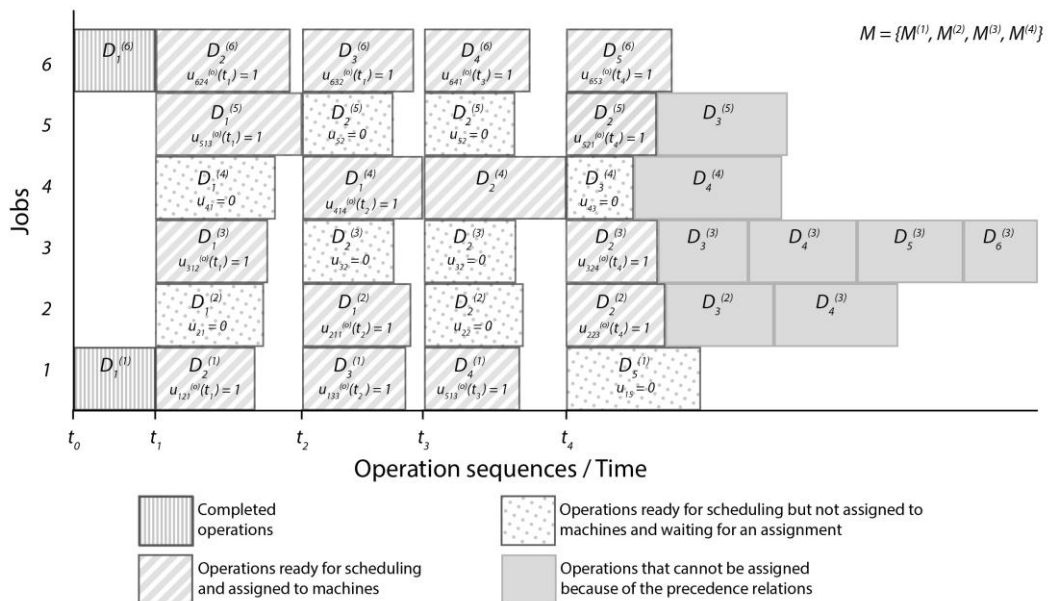 M = {M⁽¹⁾, M⁽²⁾, M⁽³⁾, M⁽⁴⁾}
Jobs
6
D₁⁽⁶⁾
D₂⁽⁶⁾
u₆₂₄⁽ᵒ⁾(t₁) = 1
D₃⁽⁶⁾
u₆₃₂⁽ᵒ⁾(t₁) = 1
D₄⁽⁶⁾
u₆₄₁⁽ᵒ⁾(t₃) = 1
D₅⁽⁶⁾
u₆₅₃⁽ᵒ⁾(t₄) = 1
5
D₁⁽⁵⁾
u₅₁₃⁽ᵒ⁾(t₁) = 1
D₂⁽⁵⁾
u₅₂ = 0
D₂⁽⁵⁾
u₅₂ = 0
D₂⁽⁵⁾
u₅₂₁⁽ᵒ⁾(t₄) = 1
D₃⁽⁵⁾
4
D₁⁽⁴⁾
u₄₁ = 0
D₁⁽⁴⁾
u₄₁₄⁽ᵒ⁾(t₂) = 1
D₂⁽⁴⁾
D₃⁽⁴⁾
u₄₃ = 0
D₄⁽⁴⁾
3
D₁⁽³⁾
u₃₁₂⁽ᵒ⁾(t₁) = 1
D₂⁽³⁾
u₃₂ = 0
D₂⁽³⁾
u₃₂ = 0
D₂⁽³⁾
u₃₂₄⁽ᵒ⁾(t₄) = 1
D₃⁽³⁾
D₄⁽³⁾
D₅⁽³⁾
D₆⁽³⁾
2
D₁⁽²⁾
u₂₁ = 0
D₁⁽²⁾
u₂₁₁⁽ᵒ⁾(t₂) = 1
D₂⁽²⁾
u₂₂ = 0
D₂⁽²⁾
u₂₂₃⁽ᵒ⁾(t₄) = 1
D₃⁽²⁾
D₄⁽³⁾
1
D₁⁽¹⁾
D₂⁽¹⁾
u₁₂₁⁽ᵒ⁾(t₁) = 1
D₃⁽¹⁾
u₁₃₃⁽ᵒ⁾(t₂) = 1
D₄⁽¹⁾
u₅₁₃⁽ᵒ⁾(t₃) = 1
D₅⁽¹⁾
u₁₅ = 0
t₀
t₁
t₂
t₃
t₄
Operation sequences / Time
Completed
operations
Operations ready for scheduling but not assigned to
machines and waiting for an assignment
Operations ready for scheduling
and assigned to machines
Operations that cannot be assigned
because of the precedence relations